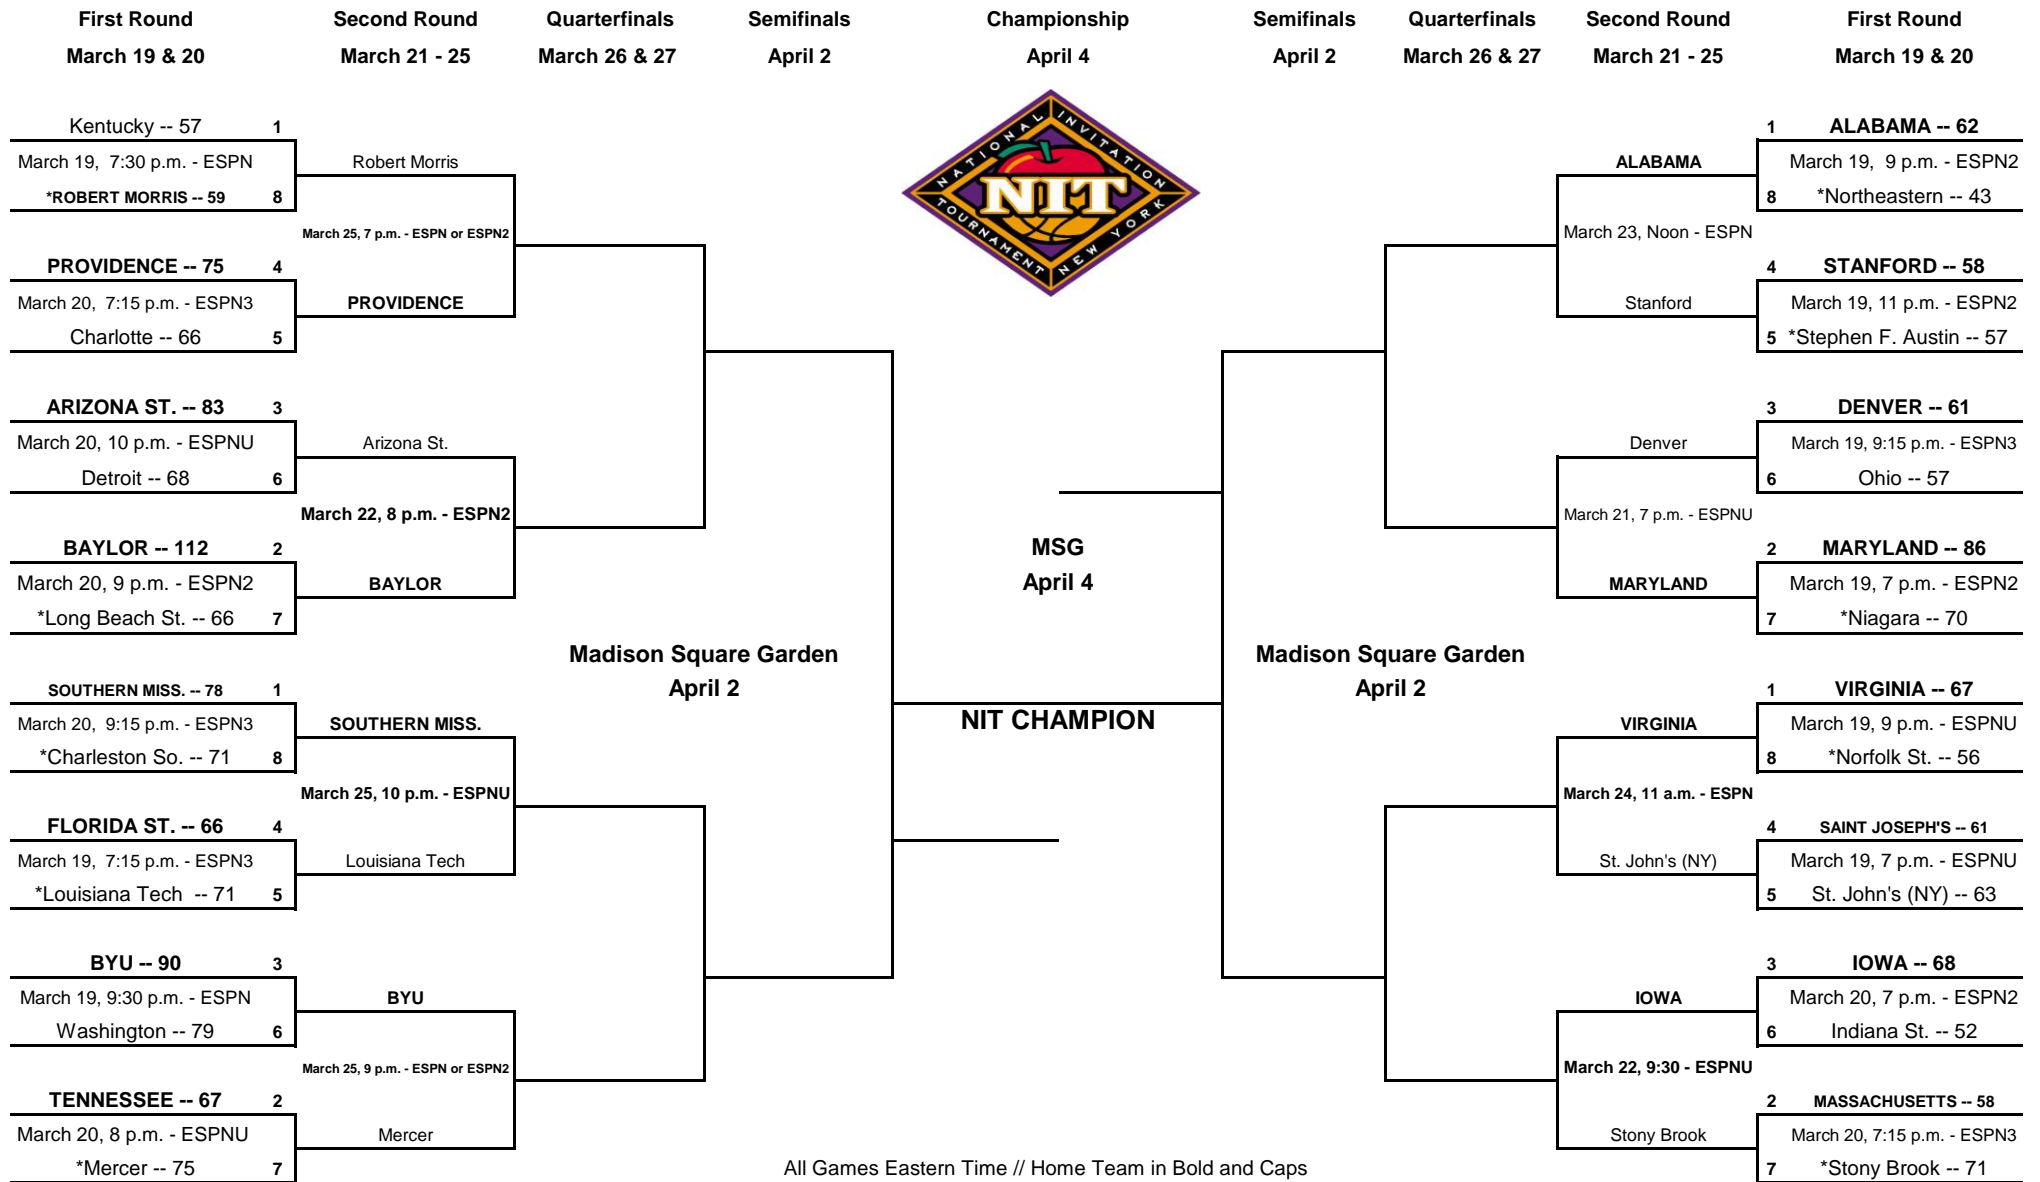 First Round
Second Round
Quarterfinals
Semifinals
Championship
Semifinals
Quarterfinals
Second Round
First Round
March 19 & 20
March 21 - 25
March 26 & 27
April 2
April 4
April 2
March 26 & 27
March 21 - 25
March 19 & 20
Kentucky -- 57 1
March 19, 7:30 p.m. - ESPN
*ROBERT MORRIS -- 59 8
PROVIDENCE -- 75 4
March 20, 7:15 p.m. - ESPN3
Charlotte -- 66 5
ARIZONA ST. -- 83 3
March 20, 10 p.m. - ESPNU
Detroit -- 68 6
BAYLOR -- 112 2
March 20, 9 p.m. - ESPN2
*Long Beach St. -- 66 7
SOUTHERN MISS. -- 78 1
March 20, 9:15 p.m. - ESPN3
*Charleston So. -- 71 8
FLORIDA ST. -- 66 4
March 19, 7:15 p.m. - ESPN3
*Louisiana Tech -- 71 5
BYU -- 90 3
March 19, 9:30 p.m. - ESPN
Washington -- 79 6
TENNESSEE -- 67 2
March 20, 8 p.m. - ESPNU
*Mercer -- 75 7
Robert Morris
March 25, 7 p.m. - ESPN or ESPN2
PROVIDENCE
Arizona St.
March 22, 8 p.m. - ESPN2
BAYLOR
SOUTHERN MISS.
March 25, 10 p.m. - ESPNU
Louisiana Tech
BYU
March 25, 9 p.m. - ESPN or ESPN2
Mercer
Madison Square Garden
April 2
NATIONAL INVITATION
NIT
TOURNAMENT NEW YORK
MSG
April 4
NIT CHAMPION
Madison Square Garden
April 2
ALABAMA
March 23, Noon - ESPN
Stanford
Denver
March 21, 7 p.m. - ESPNU
MARYLAND
VIRGINIA
March 24, 11 a.m. - ESPN
St. John's (NY)
IOWA
March 22, 9:30 - ESPNU
Stony Brook
1 ALABAMA -- 62
March 19, 9 p.m. - ESPN2
8 *Northeastern -- 43
4 STANFORD -- 58
March 19, 11 p.m. - ESPN2
5 *Stephen F. Austin -- 57
3 DENVER -- 61
March 19, 9:15 p.m. - ESPN3
6 Ohio -- 57
2 MARYLAND -- 86
March 19, 7 p.m. - ESPN2
7 *Niagara -- 70
1 VIRGINIA -- 67
March 19, 9 p.m. - ESPNU
8 *Norfolk St. -- 56
4 SAINT JOSEPH'S -- 61
March 19, 7 p.m. - ESPNU
5 St. John's (NY) -- 63
3 IOWA -- 68
March 20, 7 p.m. - ESPN2
6 Indiana St. -- 52
2 MASSACHUSETTS -- 58
March 20, 7:15 p.m. - ESPN3
7 *Stony Brook -- 71
All Games Eastern Time // Home Team in Bold and Caps